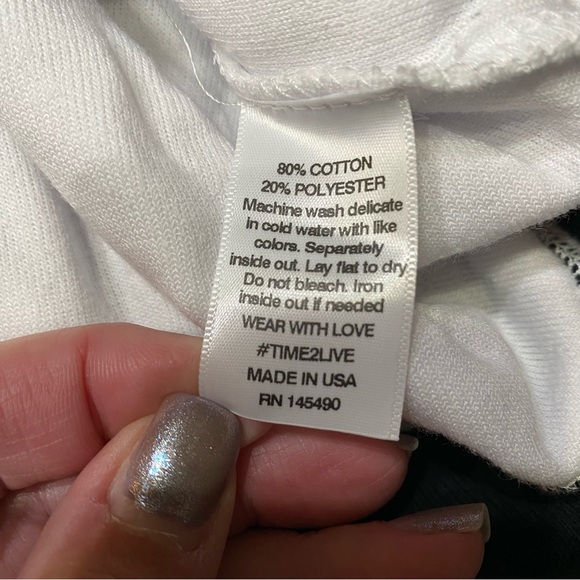 80% COTTON
20% POLYESTER
Machine wash delicate
in cold water with like
colors. Separately
inside out. Lay flat to dry
Do not bleach. Iron
inside out if needed
WEAR WITH LOVE
#TIME2LIVE
MADE IN USA
RN 145490